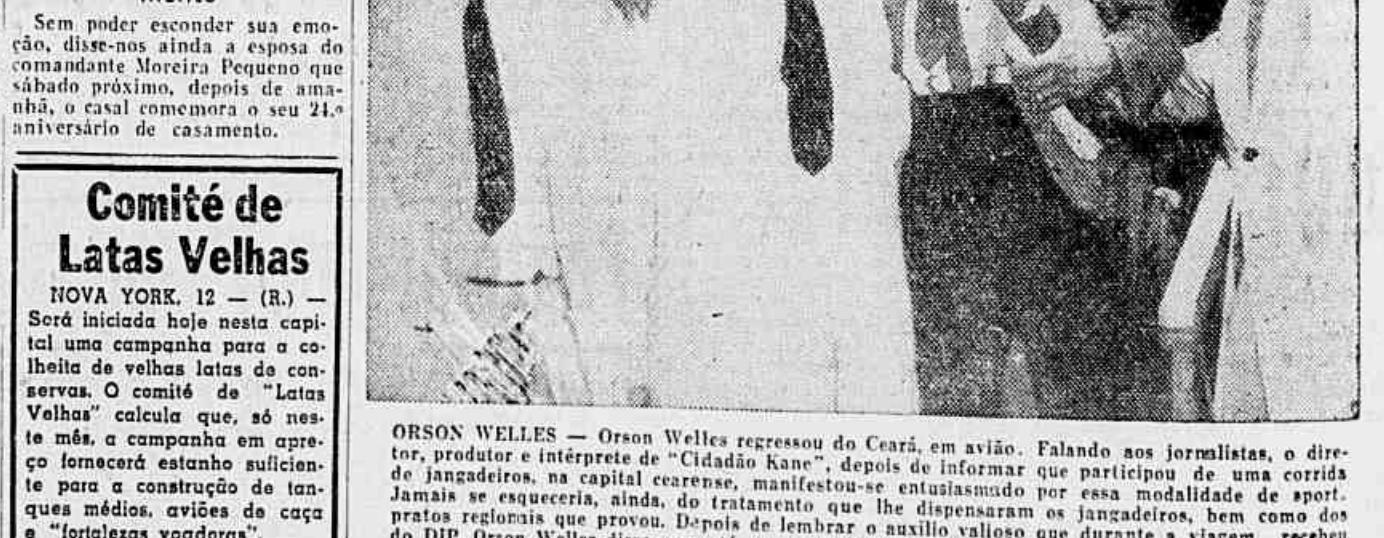 Sem poder esconder sua emo-
ção, disse-nos ainda a esposa do
comandante Moreira Pequeno que
sábado próximo, depois de ama-
nhã, o casal comemora o seu 24.º
aniversário de casamento.
Comité de
Latas Velhas
NOVA YORK, 12 — (R.) —
Será iniciada hoje nesta capi-
tal uma campanha para a co-
lheita de velhas latas de con-
servas. O comité de "Latas
Velhas" calcula que, só nes-
te mês, a campanha em apre-
ço fornecerá estanho suficien-
te para a construção de tan-
ques médios, aviões de caça
e "fortalezas voadoras".
ORSON WELLES — Orson Welles regressou do Ceará, em avião. Falando aos jornalistas, o dire-
tor, produtor e intérprete de "Cidadão Kane", depois de informar que participou de uma corrida
de jangadeiros, na capital cearense, manifestou-se entusiasmado por essa modalidade de sport.
Jamais se esqueceria, ainda, do tratamento que lhe dispensaram os jangadeiros, bem como dos
pratos regionais que provou. Depois de lembrar o auxilio valioso que durante a viagem recebeu
do DIP, Orson Welles